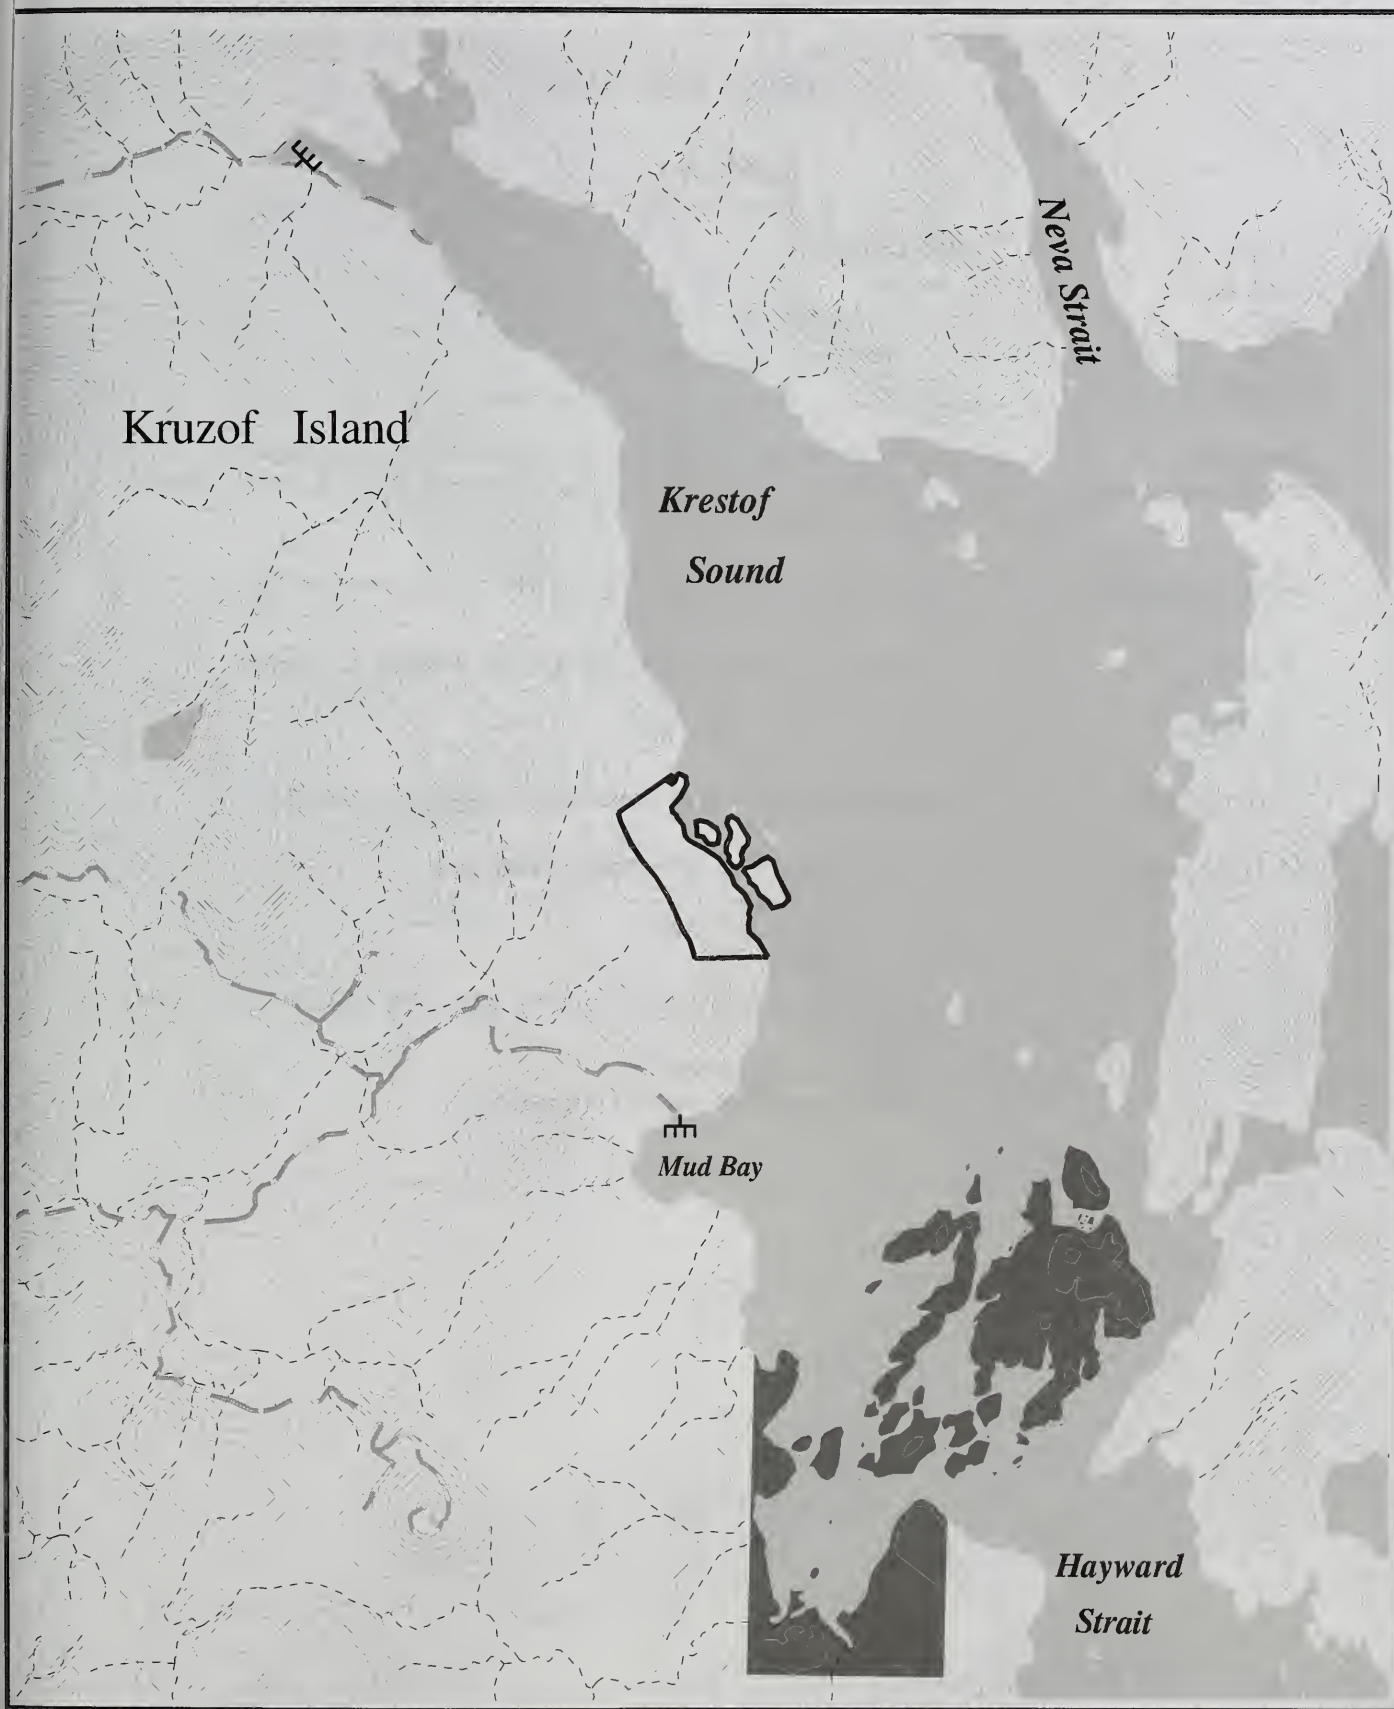 Neva Strait
Kruzof Island
Krestof
Sound
Mud Bay
Hayward
Strait